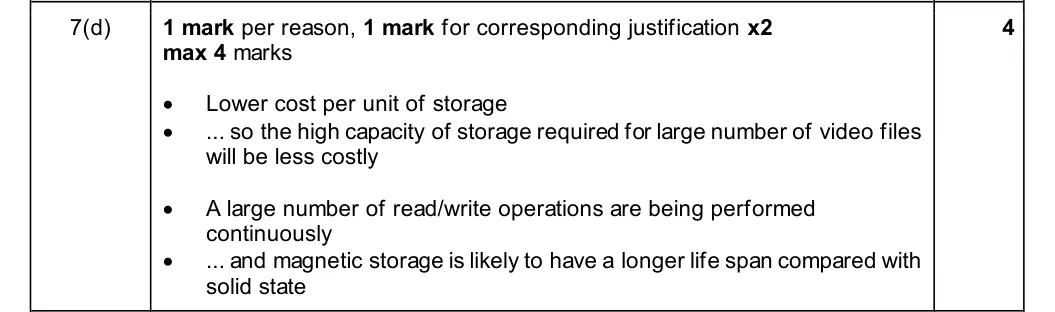 7(d) 1 mark per reason, 1 mark for corresponding justification x2 4
max 4 marks
• Lower cost per unit of storage
• ... so the high capacity of storage required for large number of video files
will be less costly
• A large number of read/write operations are being performed
continuously
• ... and magnetic storage is likely to have a longer life span compared with
solid state